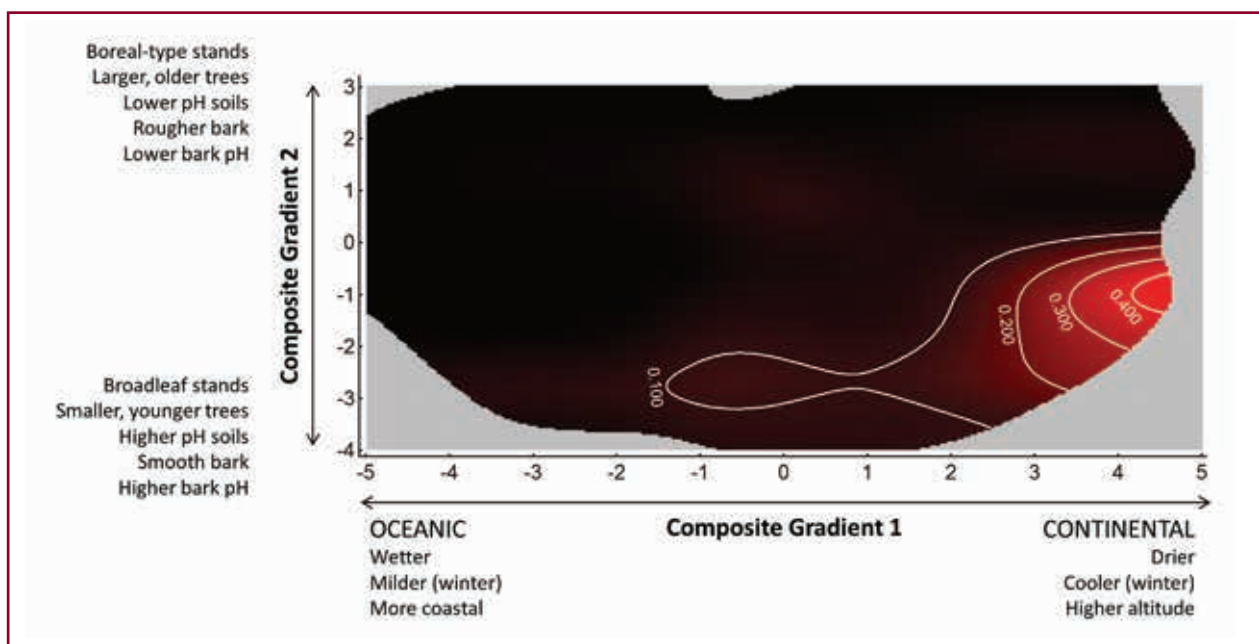 Boreal-type stands
Larger, older trees
Lower pH soils
Rougher bark
Lower bark pH
Broadleaf stands
Smaller, younger trees
Higher pH soils
Smooth bark
Higher bark pH
Composite Gradient 2
3
2
1
0
-1
-2
-3
-4
0.100
0.200
0.300
0.400
-5 -4 -3 -2 -1 0 1 2 3 4 5
Composite Gradient 1
OCEANIC
Wetter
Milder (winter)
More coastal
CONTINENTAL
Drier
Cooler (winter)
Higher altitude